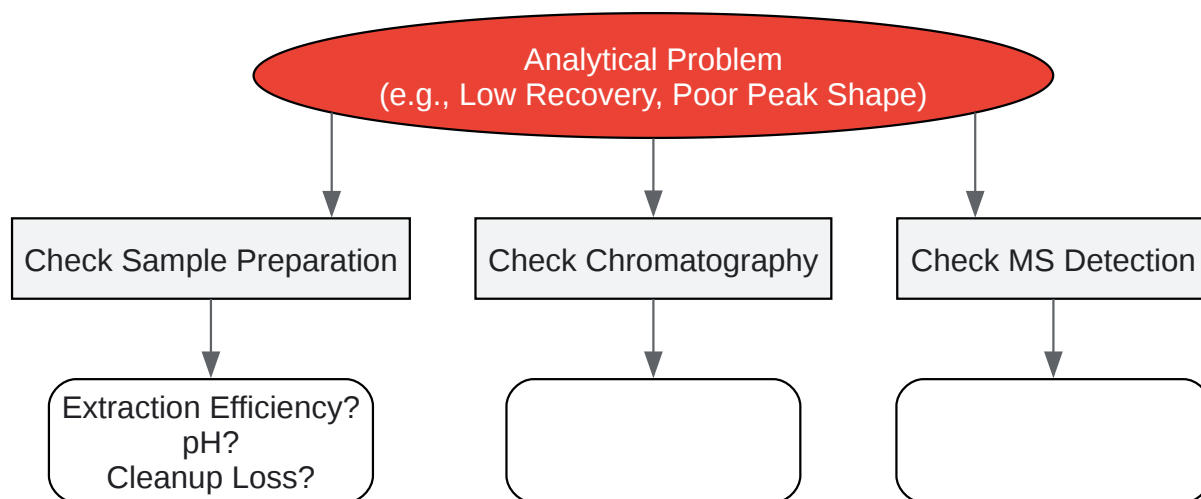 Analytical Problem
(e.g., Low Recovery, Poor Peak Shape)
Check Sample Preparation
Check Chromatography
Check MS Detection
Extraction Efficiency?
pH?
Cleanup Loss?